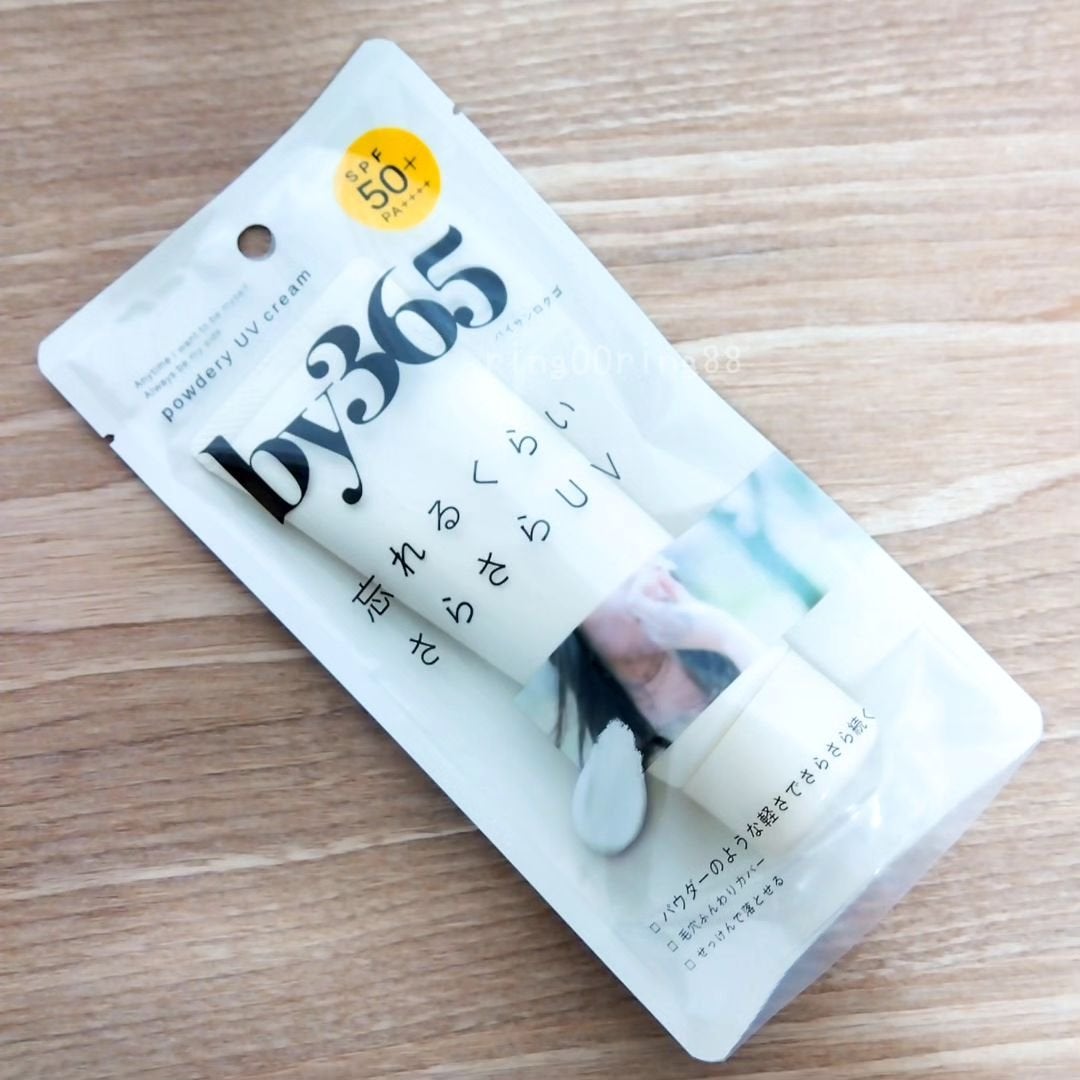 SPF
50+
PA++++
Anytime I want to be myself
Always be my side
powdery UV cream
by365
バイサンロクゴ
ring00rina88
忘れるくらい
さらさらUV
□ パウダーのような軽さでさらさら続く
□ 毛穴ふんわりカバー
□ せっけんで落とせる